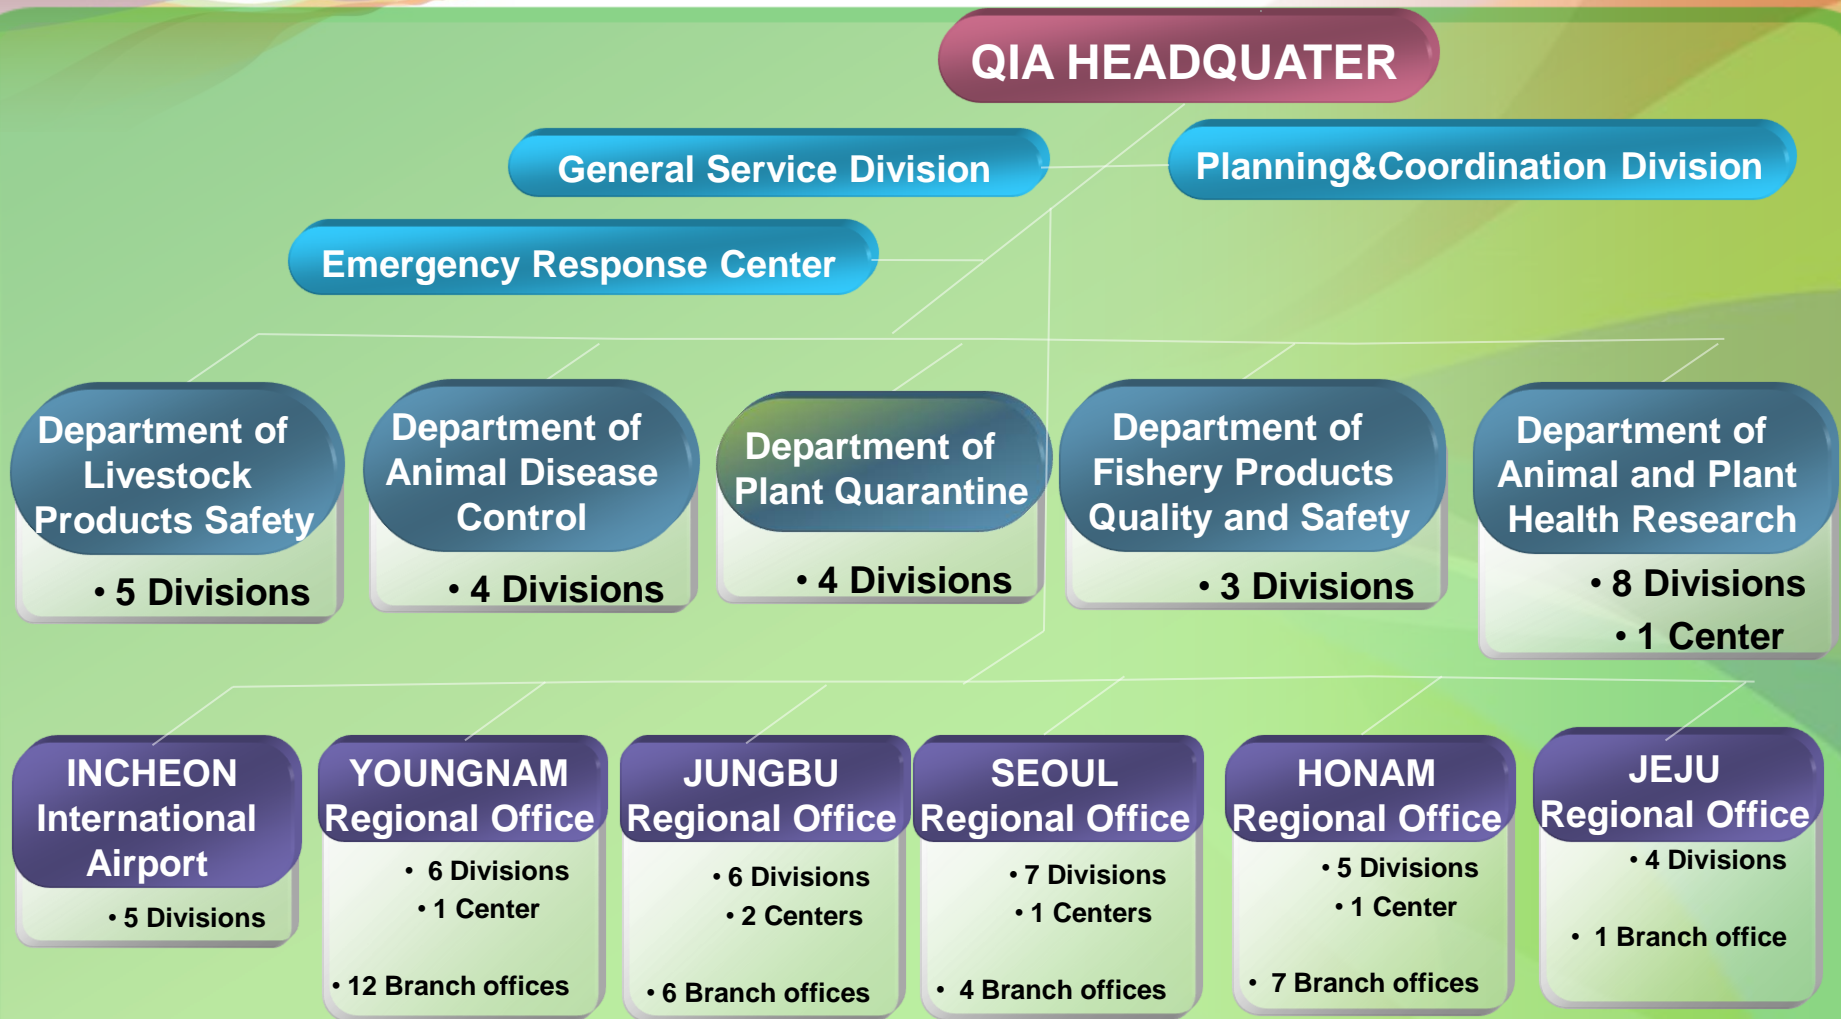 QIA HEADQUATER
General Service Division
Planning&Coordination Division
Emergency Response Center
Department of
Livestock
Products Safety
• 5 Divisions
Department of
Animal Disease
Control
• 4 Divisions
Department of
Plant Quarantine
• 4 Divisions
Department of
Fishery Products
Quality and Safety
• 3 Divisions
Department of
Animal and Plant
Health Research
• 8 Divisions
• 1 Center
INCHEON
International
Airport
• 5 Divisions
YOUNGNAM
Regional Office
• 6 Divisions
• 1 Center
• 12 Branch offices
JUNGBU
Regional Office
• 6 Divisions
• 2 Centers
• 6 Branch offices
SEOUL
Regional Office
• 7 Divisions
• 1 Centers
• 4 Branch offices
HONAM
Regional Office
• 5 Divisions
• 1 Center
• 7 Branch offices
JEJU
Regional Office
• 4 Divisions
• 1 Branch office